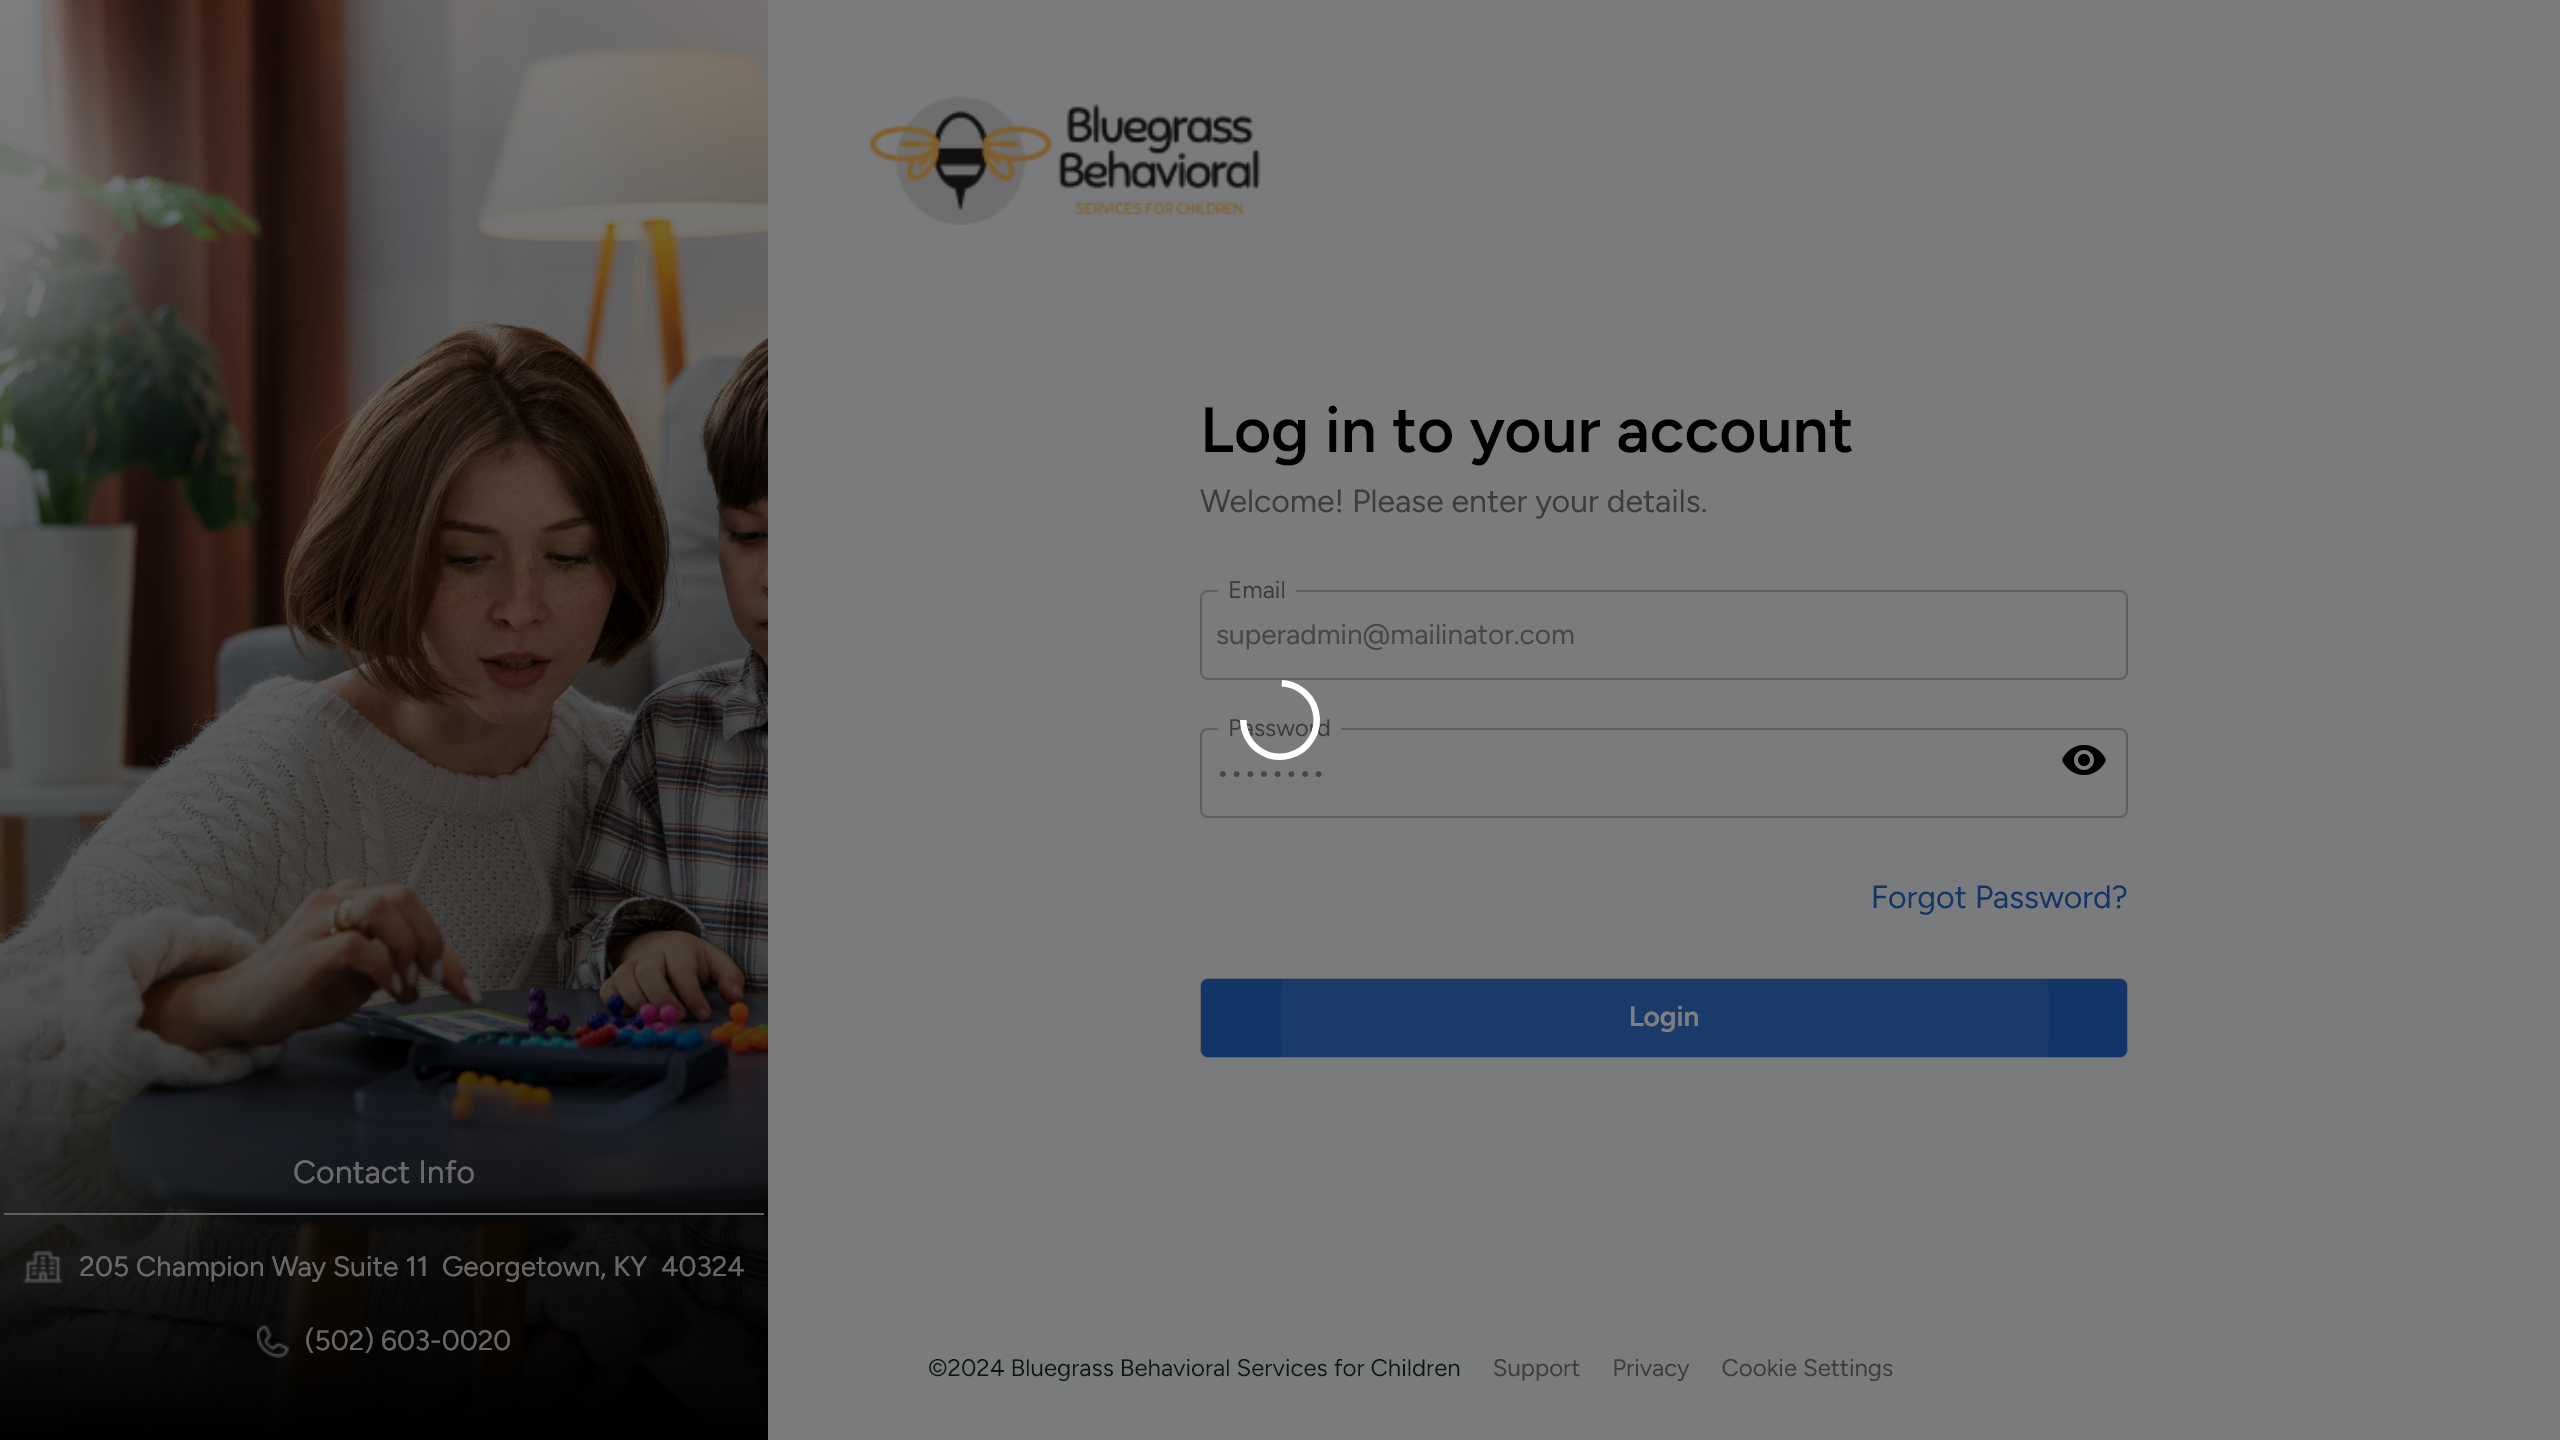 Bluegrass
Behavioral
SERVICES FOR CHILDREN
Log in to your account
Welcome! Please enter your details.
Email
superadmin@mailinator.com
Password
••••••••
Forgot Password?
Login
Contact Info
205 Champion Way Suite 11 Georgetown, KY 40324
(502) 603-0020
©2024 Bluegrass Behavioral Services for Children Support Privacy Cookie Settings